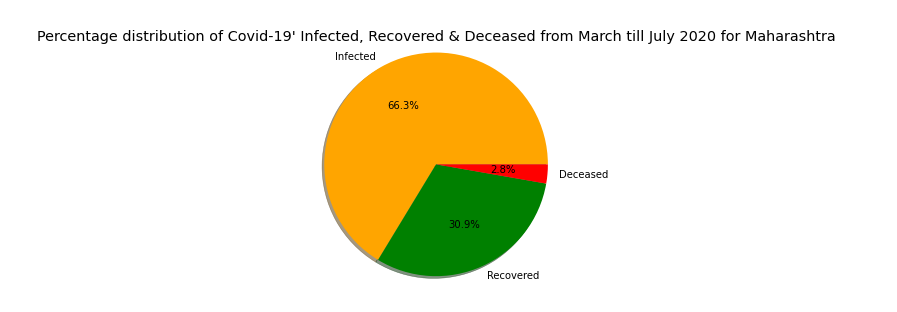 Percentage distribution of Covid-19' Infected, Recovered & Deceased from March till July 2020 for Maharashtra
Infected
66.3%
2.8%
Deceased
30.9%
Recovered